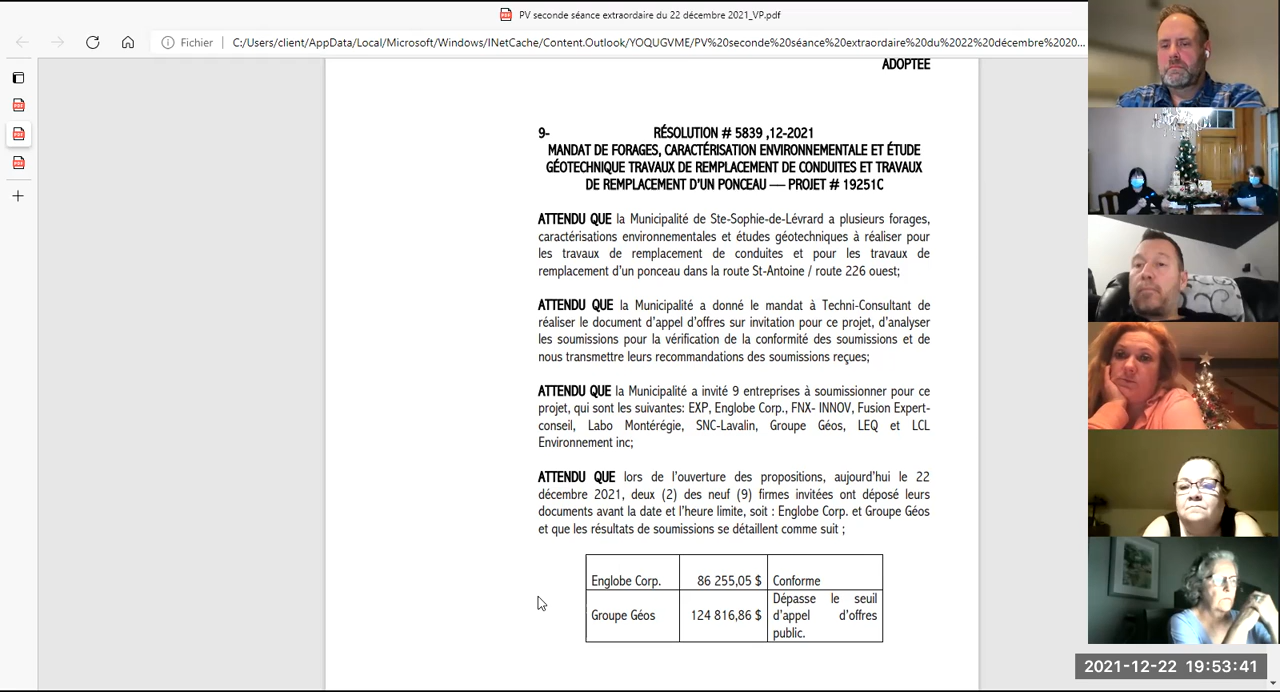 PV seconde séance extraordaire du 22 décembre 2021_VP.pdf
Fichier
C:/Users/client/AppData/Local/Microsoft/Windows/INetCache/Content.Outlook/YOQUGVME/PV%20seconde%20séance%20extraordaire%20du%2022%20décembre%2020...
ADOPTEE
9- RÉSOLUTION # 5839 ,12-2021
MANDAT DE FORAGES, CARACTÉRISATION ENVIRONNEMENTALE ET ÉTUDE
GÉOTECHNIQUE TRAVAUX DE REMPLACEMENT DE CONDUITES ET TRAVAUX
DE REMPLACEMENT D'UN PONCEAU — PROJET # 19251C
ATTENDU QUE la Municipalité de Ste-Sophie-de-Lévrard a plusieurs forages,
caractérisations environnementales et études géotechniques à réaliser pour
les travaux de remplacement de conduites et pour les travaux de
remplacement d'un ponceau dans la route St-Antoine / route 226 ouest;
ATTENDU QUE la Municipalité a donné le mandat à Techni-Consultant de
réaliser le document d'appel d'offres sur invitation pour ce projet, d'analyser
les soumissions pour la vérification de la conformité des soumissions et de
nous transmettre leurs recommandations des soumissions reçues;
ATTENDU QUE la Municipalité a invité 9 entreprises à soumissionner pour ce
projet, qui sont les suivantes: EXP, Englobe Corp., FNX- INNOV, Fusion Expert-
conseil, Labo Montérégie, SNC-Lavalin, Groupe Géos, LEQ et LCL
Environnement inc;
ATTENDU QUE lors de l'ouverture des propositions, aujourd'hui le 22
décembre 2021, deux (2) des neuf (9) firmes invitées ont déposé leurs
documents avant la date et l'heure limite, soit : Englobe Corp. et Groupe Géos
et que les résultats de soumissions se détaillent comme suit ;
Englobe Corp. 86 255,05 $ Conforme
Groupe Géos 124 816,86 $ Dépasse le seuil
d'appel d'offres
public.
2021-12-22 19:53:41